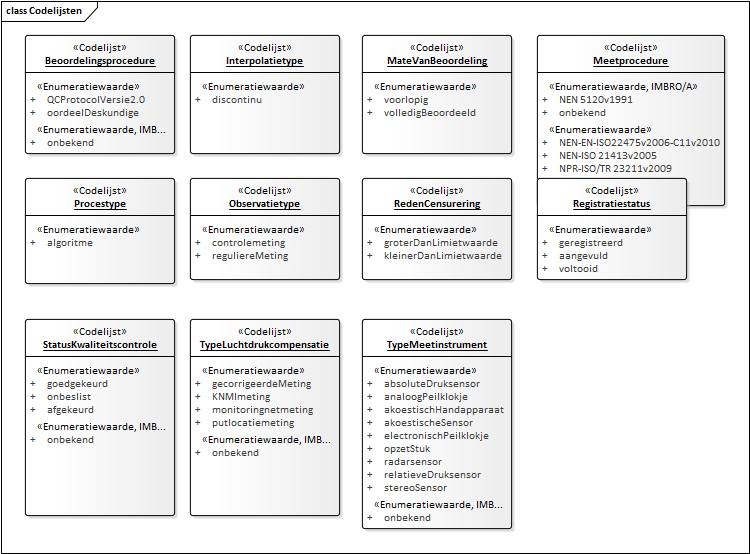 class Codelijsten
«Codelijst»
Beoordelingsprocedure
«Enumeratiewaarde»
+ QCProtocolVersie2.0
+ oordeelDeskundige
«Enumeratiewaarde, IMB...
+ onbekend
«Codelijst»
Interpolatietype
«Enumeratiewaarde»
+ discontinu
«Codelijst»
MateVanBeoordeling
«Enumeratiewaarde»
+ voorlopig
+ volledigBeoordeeld
«Codelijst»
Meetprocedure
«Enumeratiewaarde, IMBRO/A»
+ NEN 5120v1991
+ onbekend
«Enumeratiewaarde»
+ NEN-EN-ISO22475v2006-C11v2010
+ NEN-ISO 21413v2005
+ NPR-ISO/TR 23211v2009
«Codelijst»
Procestype
«Enumeratiewaarde»
+ algoritme
«Codelijst»
Observatietype
«Enumeratiewaarde»
+ controlemeting
+ reguliereMeting
«Codelijst»
RedenCensurering
«Enumeratiewaarde»
+ groterDanLimietwaarde
+ kleinerDanLimietwaarde
«Codelijst»
Registratiestatus
«Enumeratiewaarde»
+ geregistreerd
+ aangevuld
+ voltooid
«Codelijst»
StatusKwaliteitscontrole
«Enumeratiewaarde»
+ goedgekeurd
+ onbeslist
+ afgekeurd
«Enumeratiewaarde, IMB...
+ onbekend
«Codelijst»
TypeLuchtdrukcompensatie
«Enumeratiewaarde»
+ gecorrigeerdeMeting
+ KNMImeting
+ monitoringnetmeting
+ putlocatiemeting
«Enumeratiewaarde, IMB...
+ onbekend
«Codelijst»
TypeMeetinstrument
«Enumeratiewaarde»
+ absoluteDruksensor
+ analoogPeilklokje
+ akoestischHandapparaat
+ akoestischeSensor
+ electronischPeilklokje
+ opzetStuk
+ radarsensor
+ relatieveDruksensor
+ stereoSensor
«Enumeratiewaarde, IMB...
+ onbekend